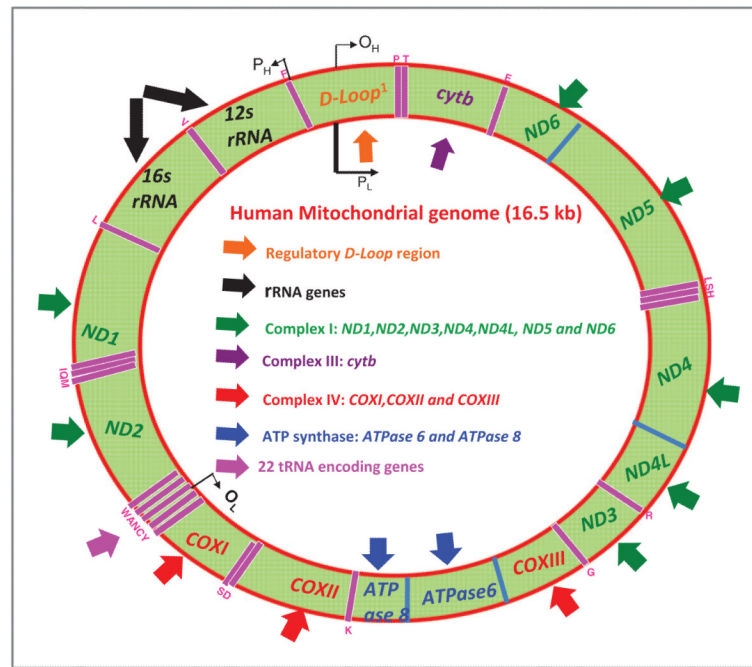 O_H
P_H
P T
F
D-Loop¹
cytb
F
12s
rRNA
V
ND6
16s
rRNA
P_L
ND5
L
Human Mitochondrial genome (16.5 kb)
Regulatory D-Loop region
rRNA genes
LSH
Complex I: ND1,ND2,ND3,ND4,ND4L, ND5 and ND6
ND1
Complex III: cytb
ND4
IQM
Complex IV: COXI,COXII and COXIII
ND2
ATP synthase: ATPase 6 and ATPase 8
22 tRNA encoding genes
ND4L
O_L
WANCY
R
ND3
COXI
COXIII
G
SD
COXII
ATP
ase 8
ATPase6
K